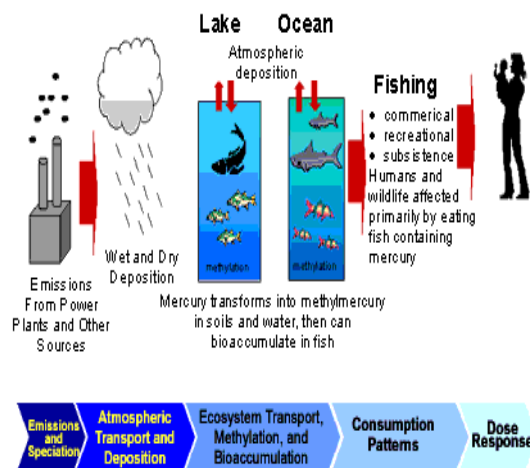 Lake
Ocean
Atmospheric
deposition
Fishing
• commerical
• recreational
• subsistence
Humans and
wildlife affected
primarily by eating
fish containing
mercury
methylation
methylation
Wet and Dry
Deposition
Emissions
From Power
Plants and Other
Sources
Mercury transforms into methylmercury
in soils and water, then can
bioaccumulate in fish
Emissions
and
Speciation
Atmospheric
Transport and
Deposition
Ecosystem Transport,
Methylation, and
Bioaccumulation
Consumption
Patterns
Dose
Response